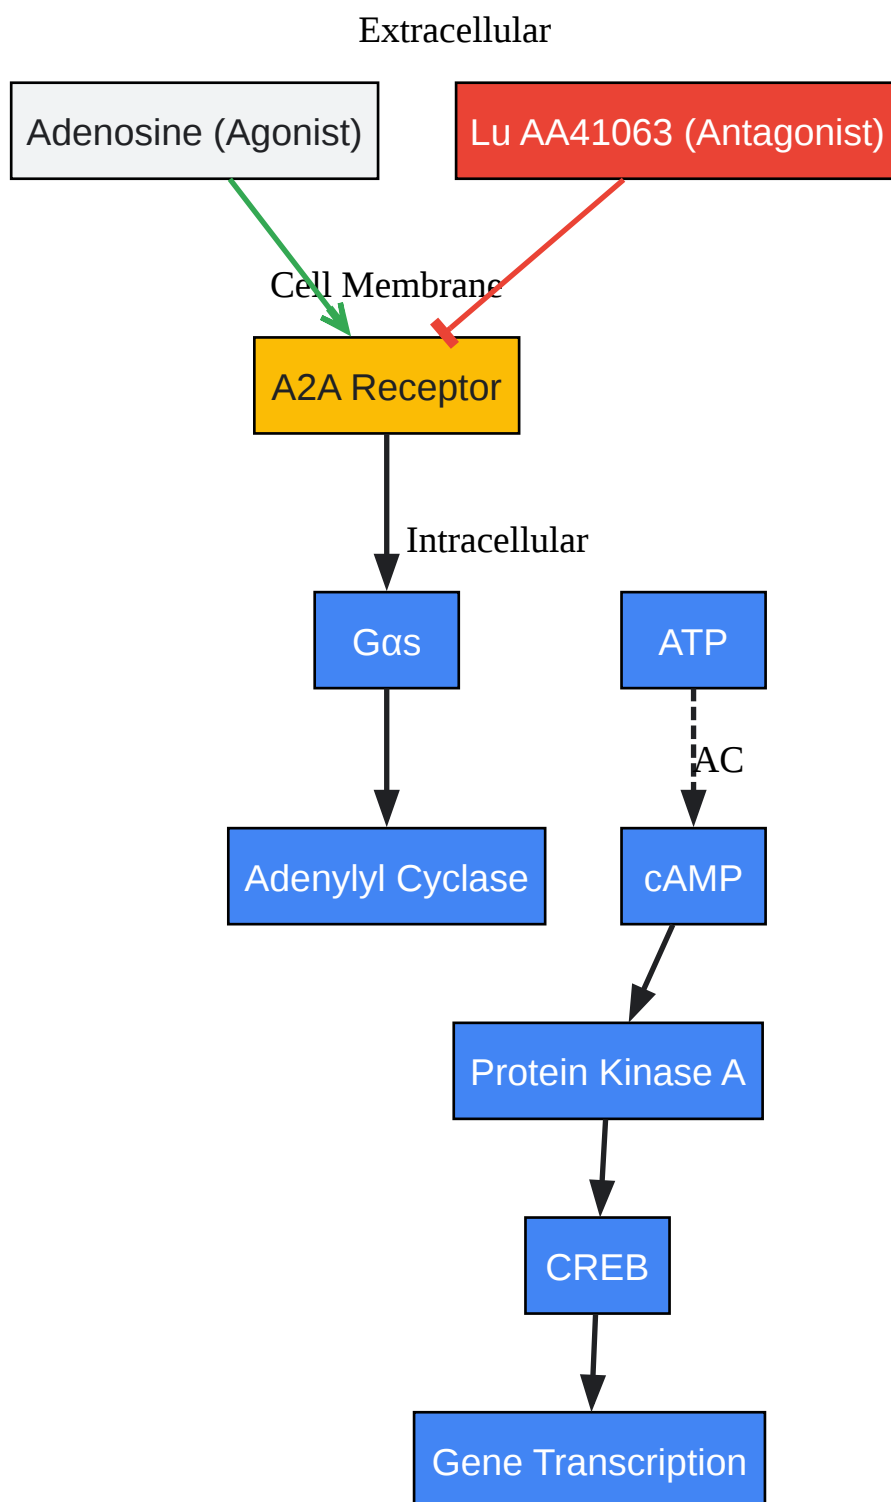 Extracellular
Adenosine (Agonist)
Lu AA41063 (Antagonist)
Cell Membrane
A2A Receptor
Intracellular
Gαs
ATP
AC
Adenylyl Cyclase
cAMP
Protein Kinase A
CREB
Gene Transcription